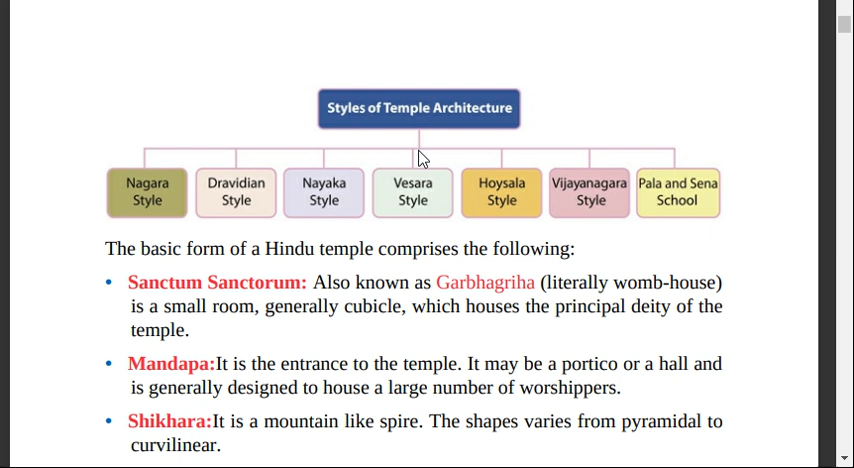 Styles of Temple Architecture
Nagara Style
Dravidian Style
Nayaka Style
Vesara Style
Hoysala Style
Vijayanagara Style
Pala and Sena School
The basic form of a Hindu temple comprises the following:
• Sanctum Sanctorum: Also known as Garbhagriha (literally womb-house)
is a small room, generally cubicle, which houses the principal deity of the
temple.
• Mandapa:It is the entrance to the temple. It may be a portico or a hall and
is generally designed to house a large number of worshippers.
• Shikhara:It is a mountain like spire. The shapes varies from pyramidal to
curvilinear.